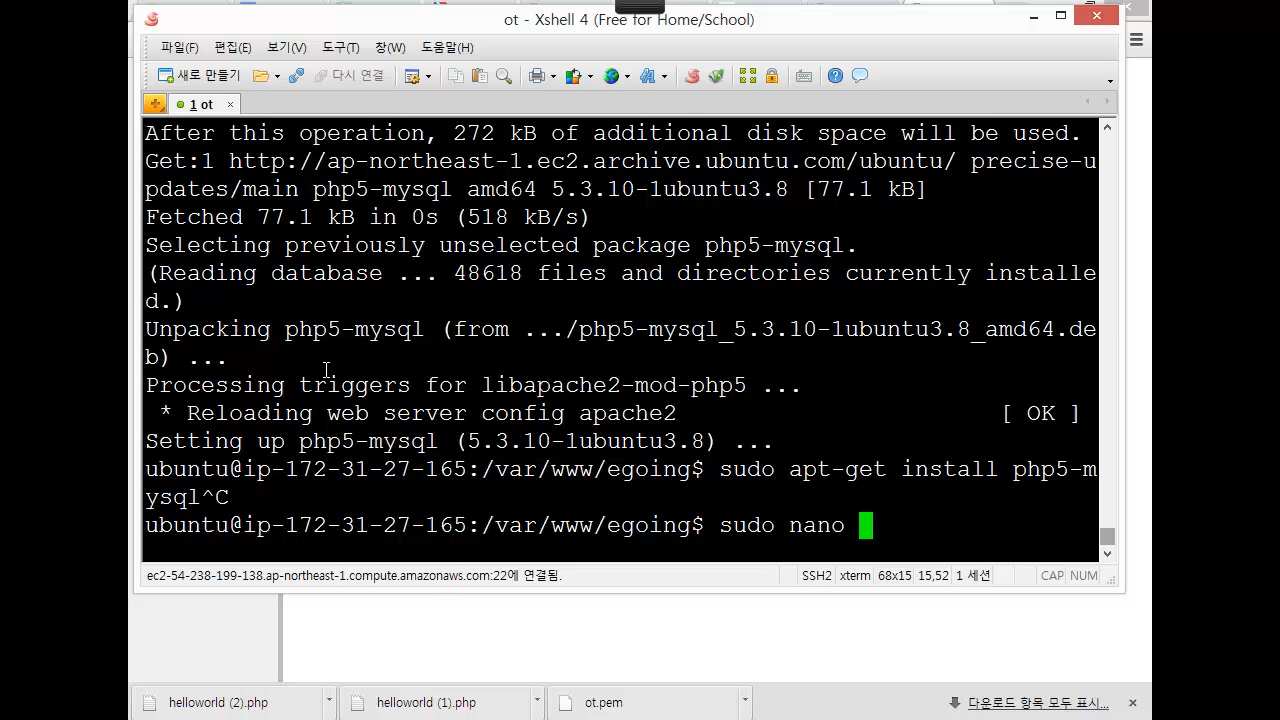 ot - Xshell 4 (Free for Home/School)
파일(F) 편집(E) 보기(V) 도구(T) 창(W) 도움말(H)
새로 만들기 다시 연결
1 ot
After this operation, 272 kB of additional disk space will be used.
Get:1 http://ap-northeast-1.ec2.archive.ubuntu.com/ubuntu/ precise-u
pdates/main php5-mysql amd64 5.3.10-1ubuntu3.8 [77.1 kB]
Fetched 77.1 kB in 0s (518 kB/s)
Selecting previously unselected package php5-mysql.
(Reading database ... 48618 files and directories currently installe
d.)
Unpacking php5-mysql (from .../php5-mysql_5.3.10-1ubuntu3.8_amd64.de
b) ...
Processing triggers for libapache2-mod-php5 ...
* Reloading web server config apache2 [ OK ]
Setting up php5-mysql (5.3.10-1ubuntu3.8) ...
ubuntu@ip-172-31-27-165:/var/www/egoing$ sudo apt-get install php5-m
ysql^C
ubuntu@ip-172-31-27-165:/var/www/egoing$ sudo nano
ec2-54-238-199-138.ap-northeast-1.compute.amazonaws.com:22에 연결됨. SSH2 xterm 68x15 15,52 1 세션 CAP NUM
helloworld (2).php helloworld (1).php ot.pem 다운로드 항목 모두 표시...